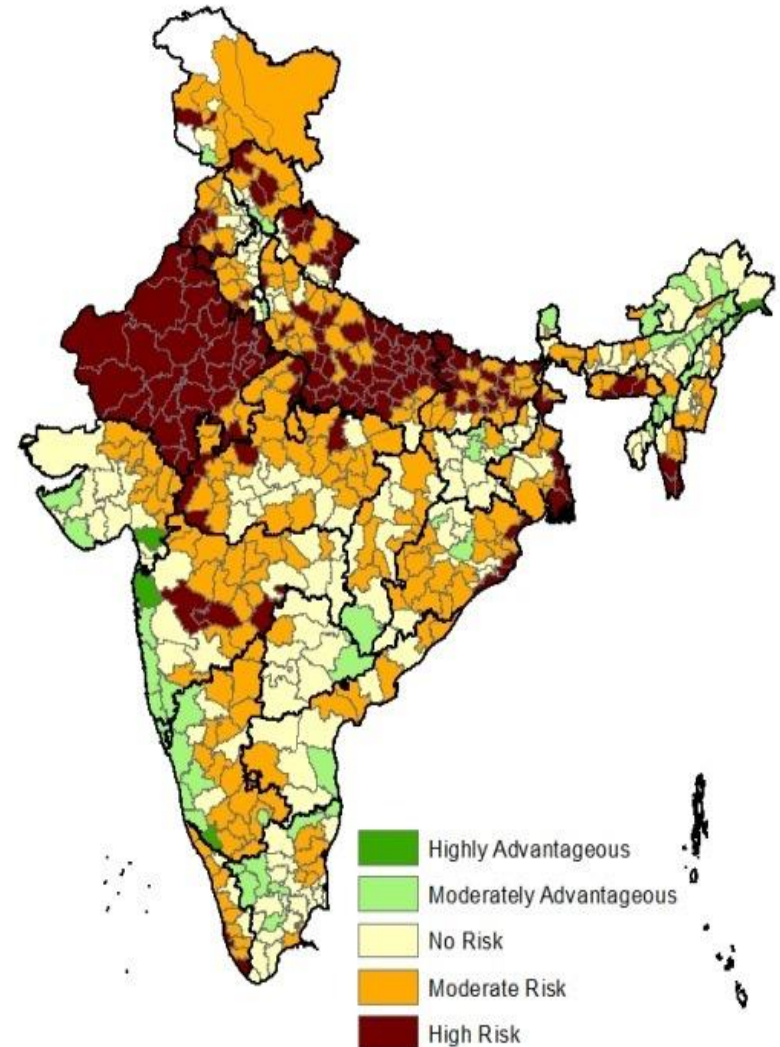 Highly Advantageous
Moderately Advantageous
No Risk
Moderate Risk
High Risk